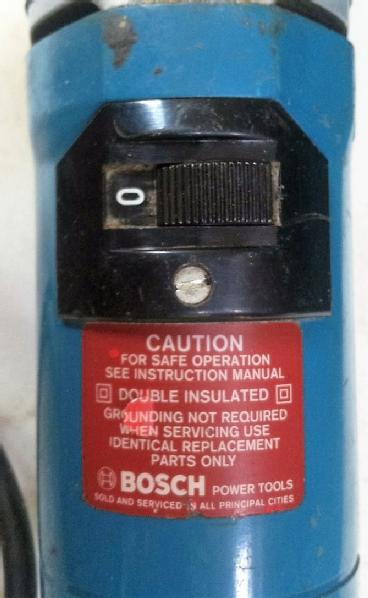 0
CAUTION
FOR SAFE OPERATION
SEE INSTRUCTION MANUAL
DOUBLE INSULATED
GROUNDING NOT REQUIRED
WHEN SERVICING USE
IDENTICAL REPLACEMENT
PARTS ONLY
BOSCH POWER TOOLS
SOLD AND SERVICED IN ALL PRINCIPAL CITIES